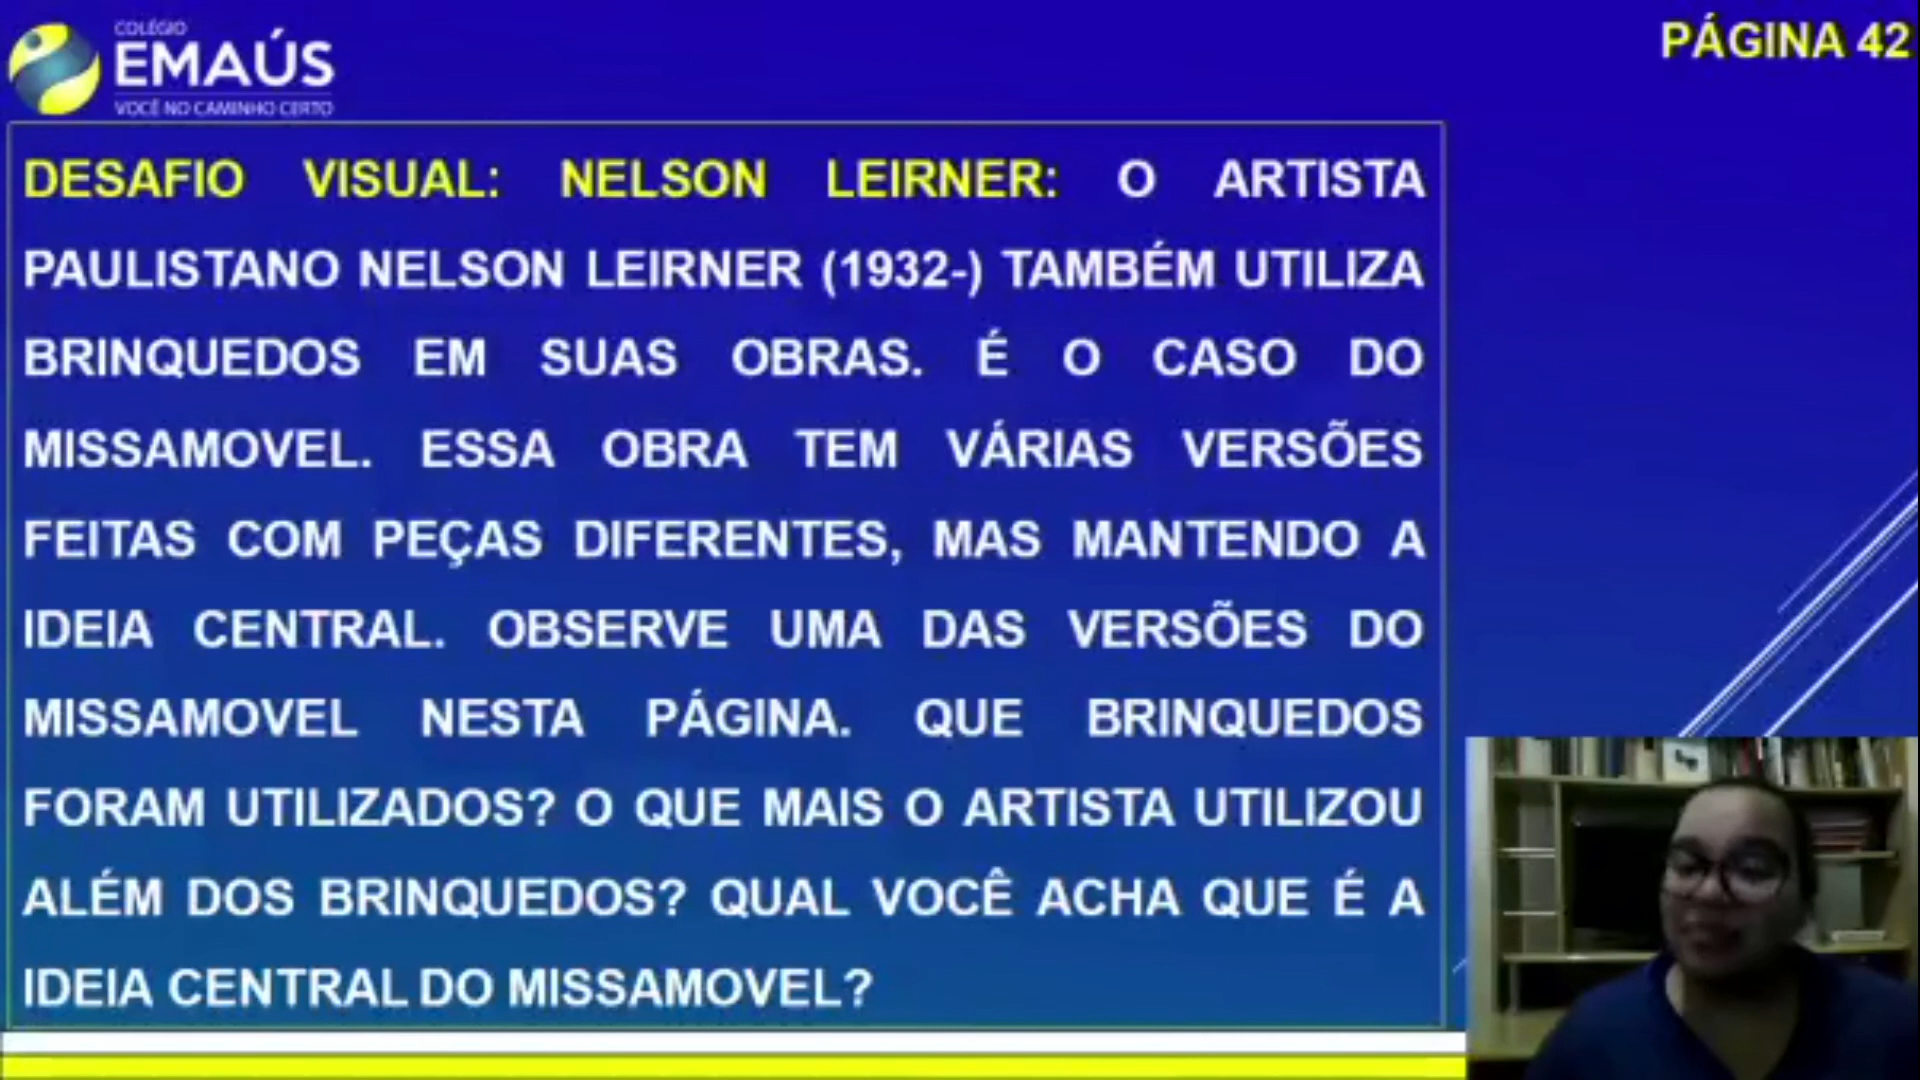 COLÉGIO
EMAÚS
VOCÊ NO CAMINHO CERTO
PÁGINA 42
DESAFIO VISUAL: NELSON LEIRNER: O ARTISTA
PAULISTANO NELSON LEIRNER (1932-) TAMBÉM UTILIZA
BRINQUEDOS EM SUAS OBRAS. É O CASO DO
MISSAMOVEL. ESSA OBRA TEM VÁRIAS VERSÕES
FEITAS COM PEÇAS DIFERENTES, MAS MANTENDO A
IDEIA CENTRAL. OBSERVE UMA DAS VERSÕES DO
MISSAMOVEL NESTA PÁGINA. QUE BRINQUEDOS
FORAM UTILIZADOS? O QUE MAIS O ARTISTA UTILIZOU
ALÉM DOS BRINQUEDOS? QUAL VOCÊ ACHA QUE É A
IDEIA CENTRAL DO MISSAMOVEL?